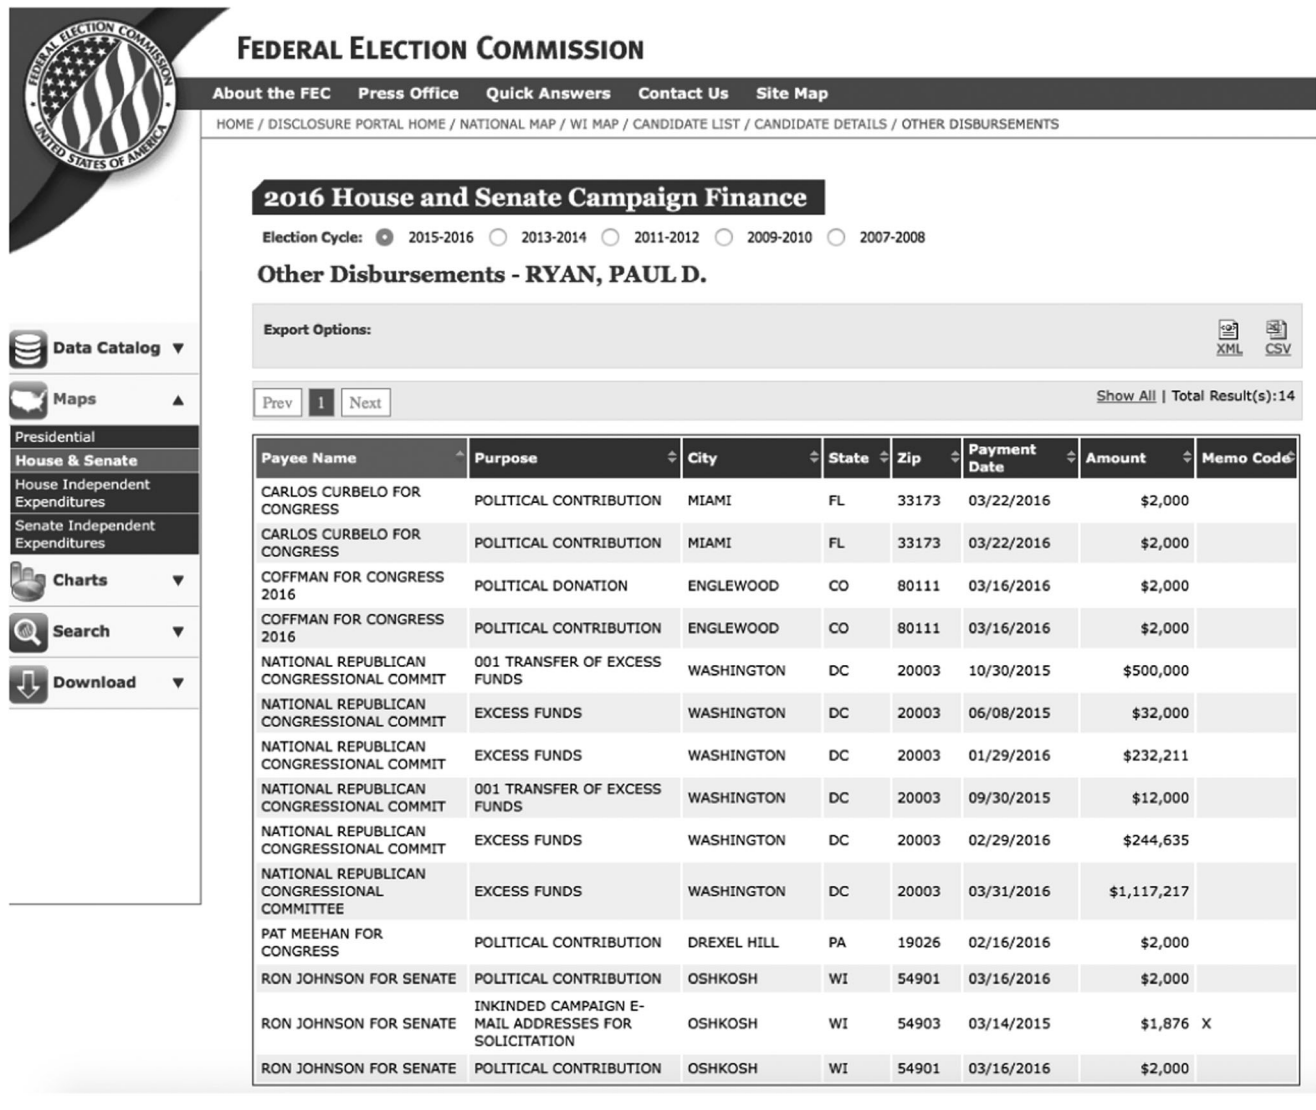 FEDERAL ELECTION COMMISSION
UNITED STATES OF AMERICA
FEDERAL ELECTION COMMISSION
About the FEC Press Office Quick Answers Contact Us Site Map
HOME / DISCLOSURE PORTAL HOME / NATIONAL MAP / WI MAP / CANDIDATE LIST / CANDIDATE DETAILS / OTHER DISBURSEMENTS
2016 House and Senate Campaign Finance
Election Cycle: 2015-2016 2013-2014 2011-2012 2009-2010 2007-2008
Other Disbursements - RYAN, PAUL D.
Export Options:
XML CSV
Data Catalog ▼
Maps ▲
Presidential
House & Senate
House Independent
Expenditures
Senate Independent
Expenditures
Charts ▼
Search ▼
Download ▼
Prev 1 Next Show All | Total Result(s):14
Payee Name Purpose City State Zip Payment Date Amount Memo Code
CARLOS CURBELO FOR CONGRESS POLITICAL CONTRIBUTION MIAMI FL 33173 03/22/2016 $2,000
CARLOS CURBELO FOR CONGRESS POLITICAL CONTRIBUTION MIAMI FL 33173 03/22/2016 $2,000
COFFMAN FOR CONGRESS 2016 POLITICAL DONATION ENGLEWOOD CO 80111 03/16/2016 $2,000
COFFMAN FOR CONGRESS 2016 POLITICAL CONTRIBUTION ENGLEWOOD CO 80111 03/16/2016 $2,000
NATIONAL REPUBLICAN CONGRESSIONAL COMMIT 001 TRANSFER OF EXCESS FUNDS WASHINGTON DC 20003 10/30/2015 $500,000
NATIONAL REPUBLICAN CONGRESSIONAL COMMIT EXCESS FUNDS WASHINGTON DC 20003 06/08/2015 $32,000
NATIONAL REPUBLICAN CONGRESSIONAL COMMIT EXCESS FUNDS WASHINGTON DC 20003 01/29/2016 $232,211
NATIONAL REPUBLICAN CONGRESSIONAL COMMIT 001 TRANSFER OF EXCESS FUNDS WASHINGTON DC 20003 09/30/2015 $12,000
NATIONAL REPUBLICAN CONGRESSIONAL COMMIT EXCESS FUNDS WASHINGTON DC 20003 02/29/2016 $244,635
NATIONAL REPUBLICAN CONGRESSIONAL COMMITTEE EXCESS FUNDS WASHINGTON DC 20003 03/31/2016 $1,117,217
PAT MEEHAN FOR CONGRESS POLITICAL CONTRIBUTION DREXEL HILL PA 19026 02/16/2016 $2,000
RON JOHNSON FOR SENATE POLITICAL CONTRIBUTION OSHKOSH WI 54901 03/16/2016 $2,000
RON JOHNSON FOR SENATE INKINDED CAMPAIGN E-MAIL ADDRESSES FOR SOLICITATION OSHKOSH WI 54903 03/14/2015 $1,876 X
RON JOHNSON FOR SENATE POLITICAL CONTRIBUTION OSHKOSH WI 54901 03/16/2016 $2,000